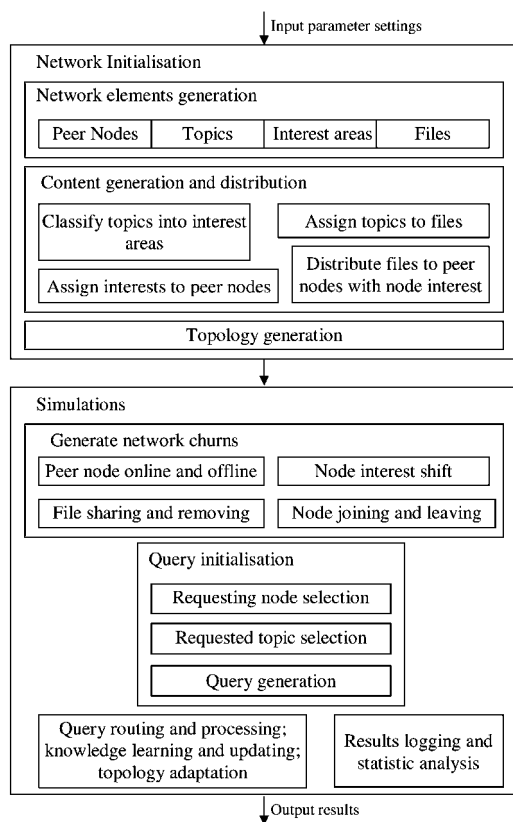 Input parameter settings
Network Initialisation
Network elements generation
Peer Nodes
Topics
Interest areas
Files
Content generation and distribution
Classify topics into interest
areas
Assign topics to files
Assign interests to peer nodes
Distribute files to peer
nodes with node interest
Topology generation
Simulations
Generate network churns
Peer node online and offline
Node interest shift
File sharing and removing
Node joining and leaving
Query initialisation
Requesting node selection
Requested topic selection
Query generation
Query routing and processing;
knowledge learning and updating;
topology adaptation
Results logging and
statistic analysis
Output results